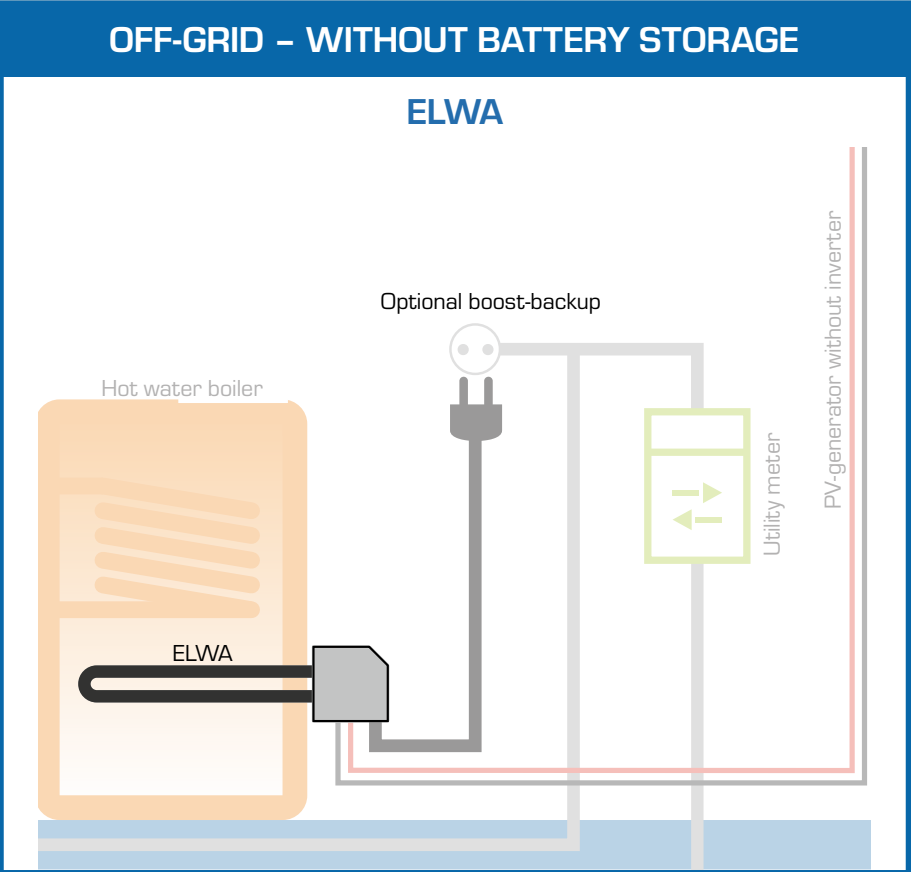 OFF-GRID – WITHOUT BATTERY STORAGE
ELWA
Optional boost-backup
Hot water boiler
PV-generator without inverter
Utility meter
ELWA